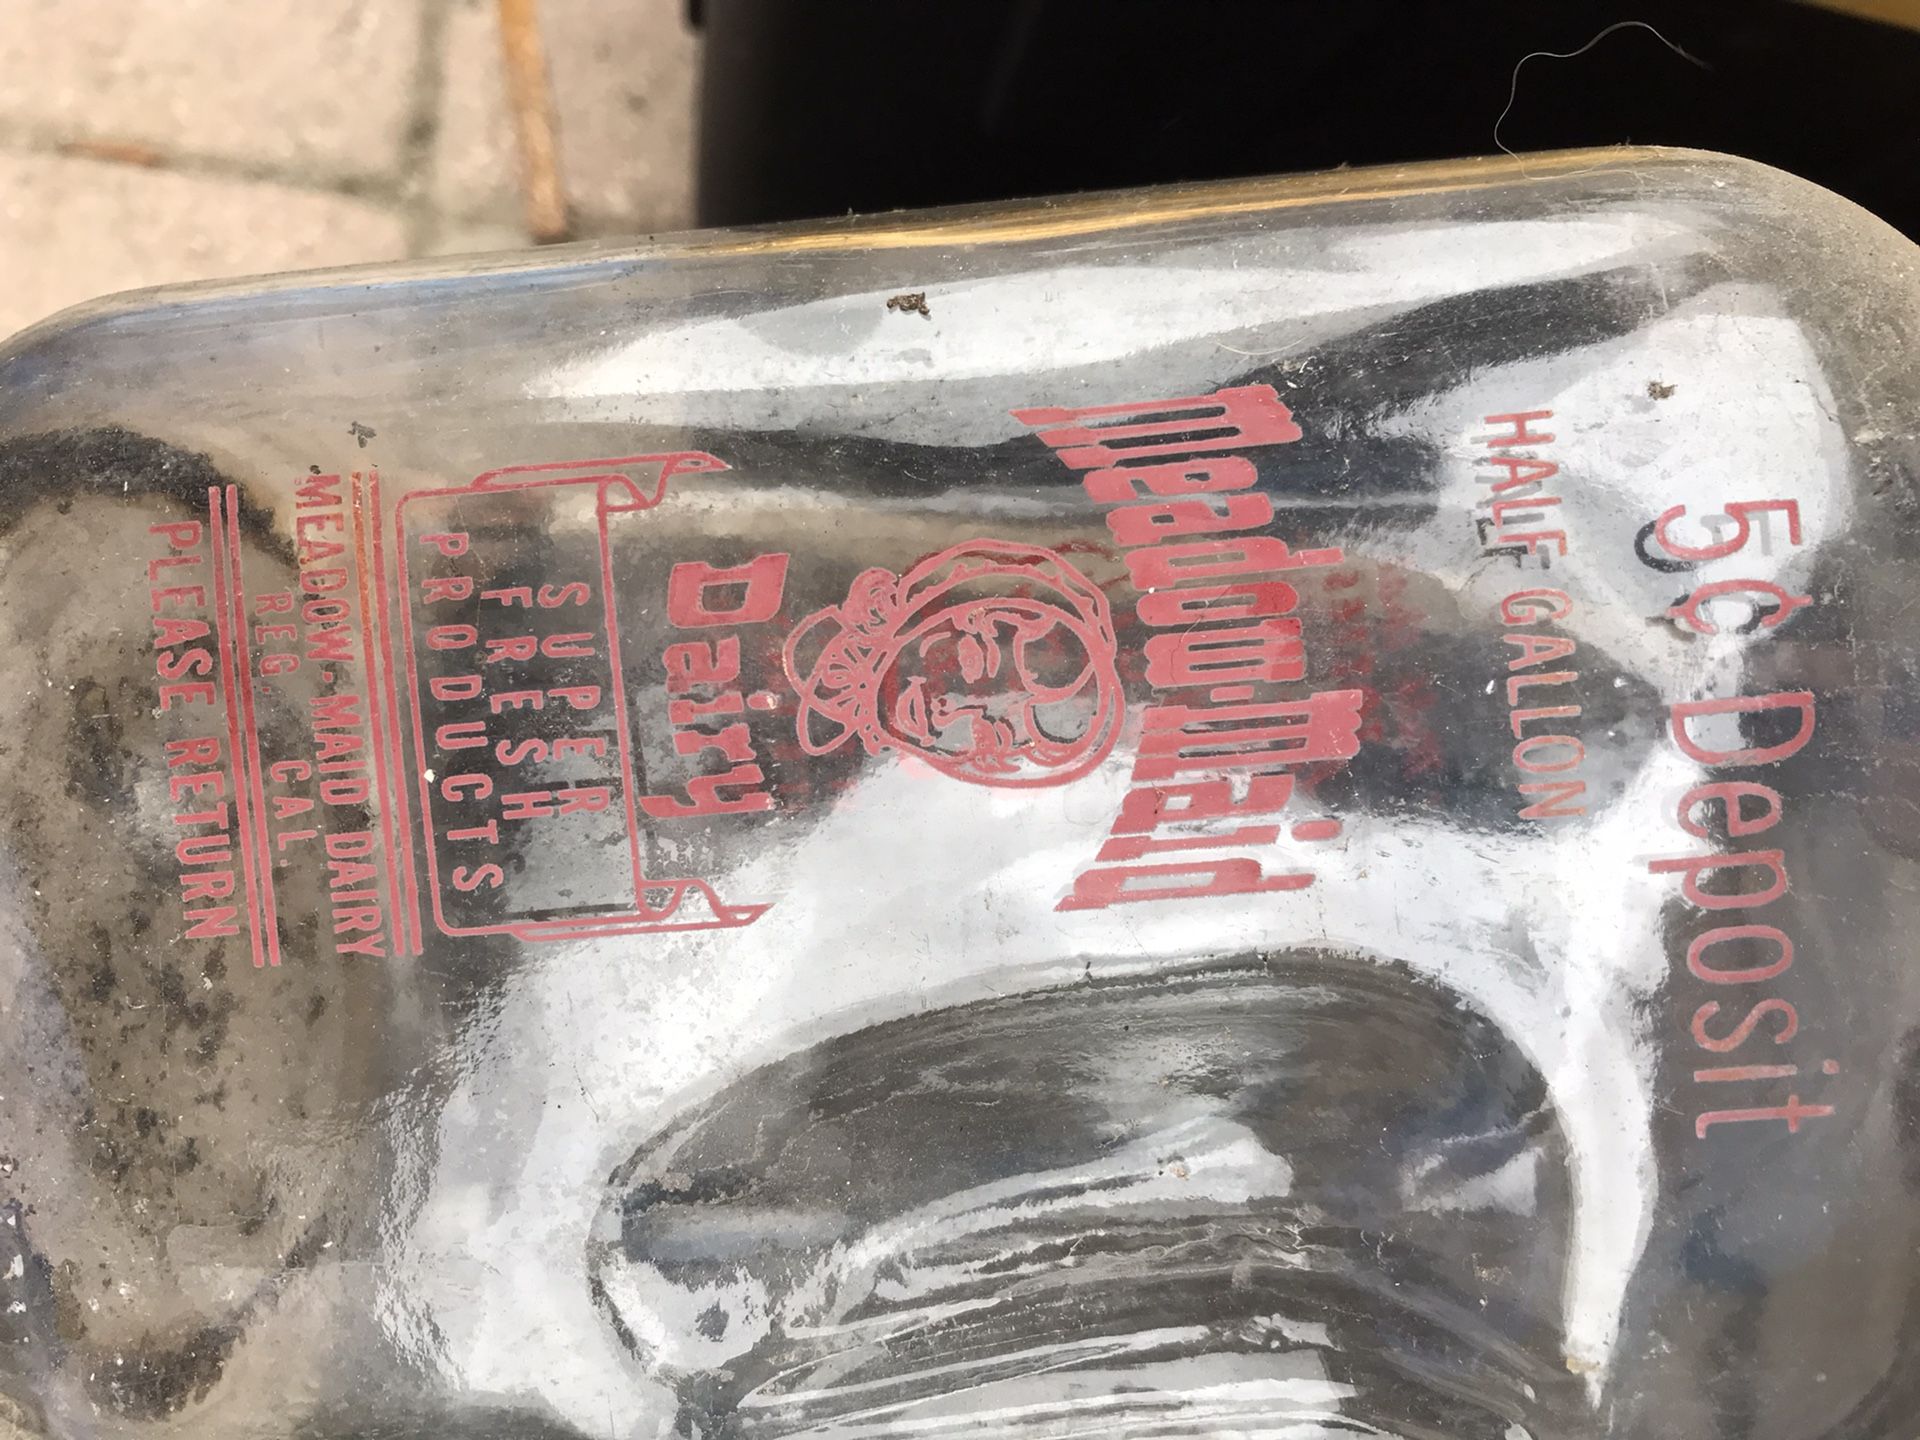 5¢ Deposit
HALF GALLON
Meadow-Maid
Dairy
SUPER
FRESH
PRODUCTS
MEADOW-MAID DAIRY
REG. CAL.
PLEASE RETURN